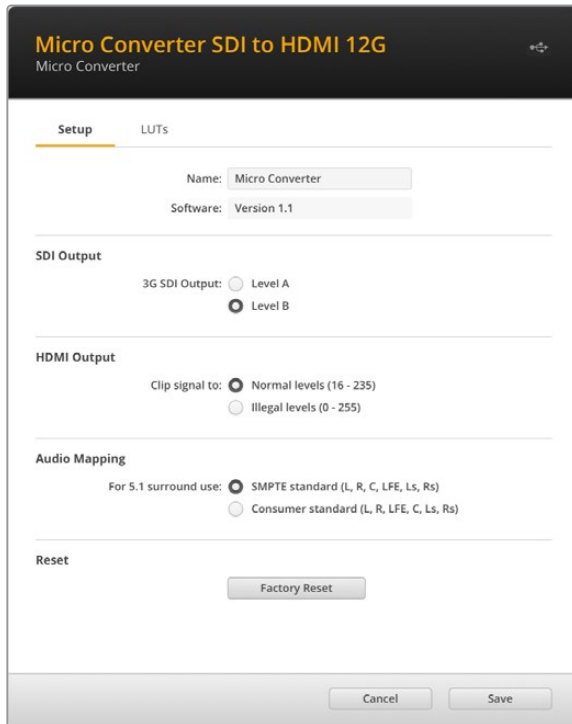 Micro Converter SDI to HDMI 12G
Micro Converter
Setup LUTs
Name: Micro Converter
Software: Version 1.1
SDI Output
3G SDI Output: Level A
Level B
HDMI Output
Clip signal to: Normal levels (16 - 235)
Illegal levels (0 - 255)
Audio Mapping
For 5.1 surround use: SMPTE standard (L, R, C, LFE, Ls, Rs)
Consumer standard (L, R, LFE, C, Ls, Rs)
Reset
Factory Reset
Cancel Save